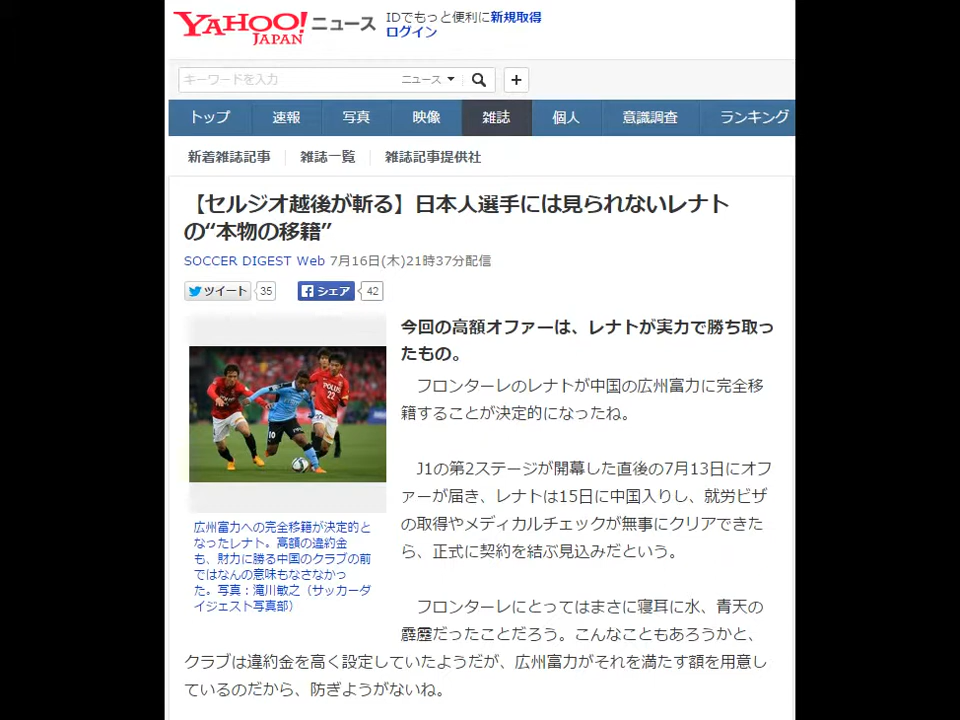 YAHOO! JAPAN ニュース
IDでもっと便利に新規取得
ログイン
キーワードを入力
ニュース
トップ 速報 写真 映像 雑誌 個人 意識調査 ランキング
新着雑誌記事 雑誌一覧 雑誌記事提供社
【セルジオ越後が斬る】日本人選手には見られないレナト
の“本物の移籍”
SOCCER DIGEST Web 7月16日(木)21時37分配信
ツイート 35 シェア 42
今回の高額オファーは、レナトが実力で勝ち取っ
たもの。
フロンターレのレナトが中国の広州富力に完全移
籍することが決定的になったね。
J1の第2ステージが開幕した直後の7月13日にオフ
ァーが届き、レナトは15日に中国入りし、就労ビザ
の取得やメディカルチェックが無事にクリアできた
ら、正式に契約を結ぶ見込みだという。
広州富力への完全移籍が決定的と
なったレナト。高額の違約金
も、財力に勝る中国のクラブの前
ではなんの意味もなさなかっ
た。写真：滝川敏之（サッカーダ
イジェスト写真部）
フロンターレにとってはまさに寝耳に水、青天の
霹靂だったことだろう。こんなこともあろうかと、
クラブは違約金を高く設定していたようだが、広州富力がそれを満たす額を用意し
ているのだから、防ぎようがないね。